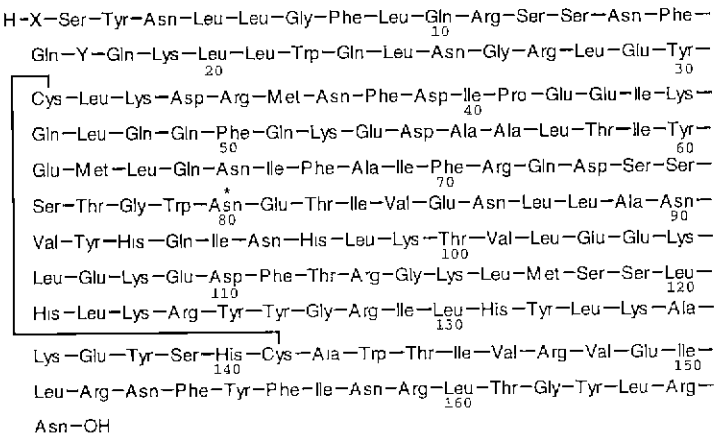 H–X–Ser–Tyr–Asn–Leu–Leu–Gly–Phe–Leu–Gln–Arg–Ser–Ser–Asn–Phe–
10
Gln–Y–Gln–Lys–Leu–Leu–Trp–Gln–Leu–Asn–Gly–Arg–Leu–Glu–Tyr
20 30
Cys–Leu–Lys–Asp–Arg–Met–Asn–Phe–Asp–Ile–Pro–Glu–Glu–Ile–Lys–
40
Gln–Leu–Gln–Gln–Phe–Gln–Lys–Glu–Asp–Ala–Ala–Leu–Thr–Ile–Tyr
50 60
Glu–Met–Leu–Gln–Asn–Ile–Phe–Ala–Ile–Phe–Arg–Gln–Asp–Ser–Ser–
70
*
Ser–Thr–Gly–Trp–Asn–Glu–Thr–Ile–Val–Glu–Asn–Leu–Leu–Ala–Asn
80 90
Val–Tyr–His–Gln–Ile–Asn–His–Leu–Lys–Thr–Val–Leu–Glu–Glu–Lys–
100
Leu–Glu–Lys–Glu–Asp–Phe–Thr–Arg–Gly–Lys–Leu–Met–Ser–Ser–Leu
110 120
His–Leu–Lys–Arg–Tyr–Tyr–Gly–Arg–Ile–Leu–His–Tyr–Leu–Lys–Ala–
130
Lys–Glu–Tyr–Ser–His–Cys–Ala–Trp–Thr–Ile–Val–Arg–Val–Glu–Ile
140 150
Leu–Arg–Asn–Phe–Tyr–Phe–Ile–Asn–Arg–Leu–Thr–Gly–Tyr–Leu–Arg–
160
Asn–OH